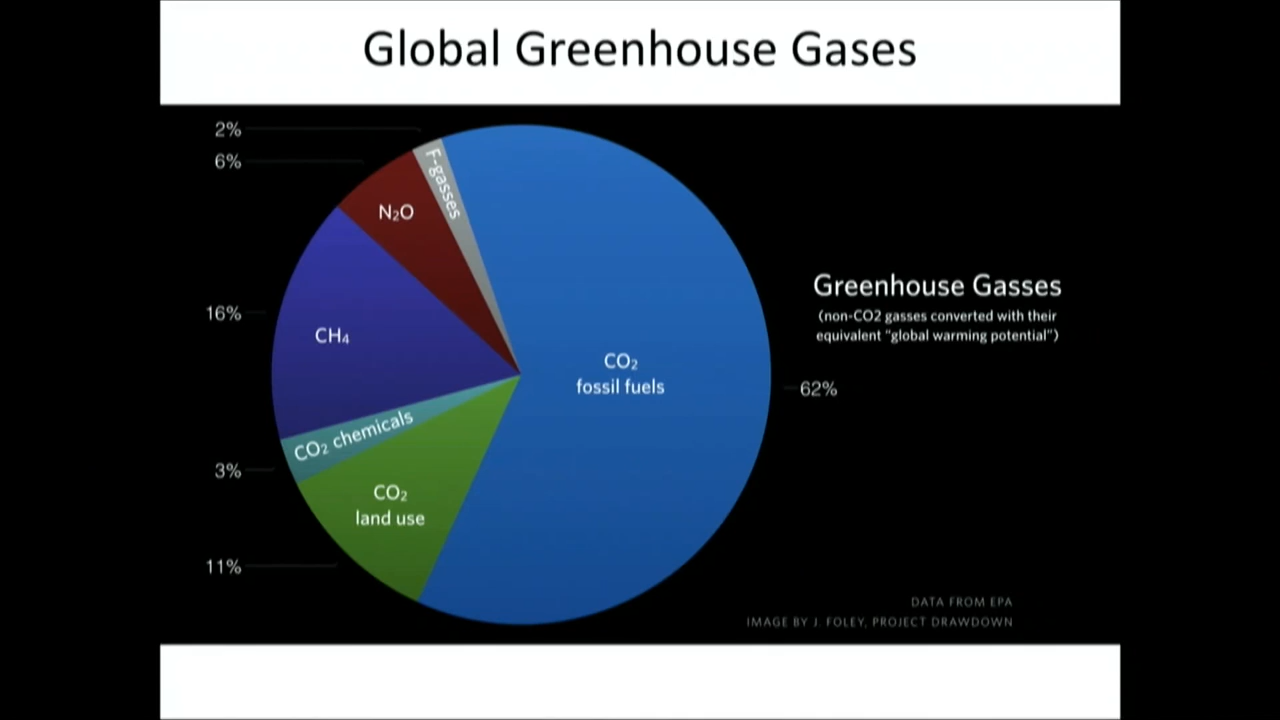 Global Greenhouse Gases
2%
6%
F-gasses
N₂O
16%
CH₄
Greenhouse Gasses
(non-CO2 gasses converted with their
equivalent “global warming potential”)
CO₂
fossil fuels
62%
CO₂ chemicals
3%
CO₂
land use
11%
DATA FROM EPA
IMAGE BY J. FOLEY, PROJECT DRAWDOWN